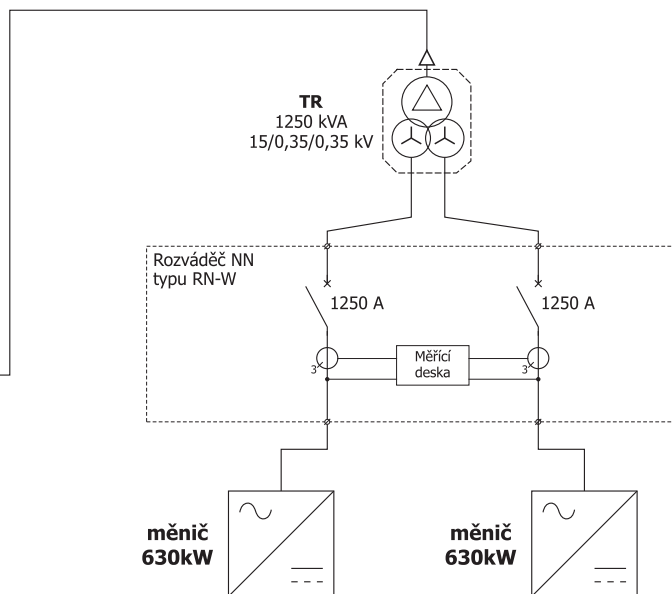 TR
1250 kVA
15/0,35/0,35 kV
Rozváděč NN
typu RN-W
1250 A
1250 A
Měřící
deska
3
3
měnič
630kW
měnič
630kW